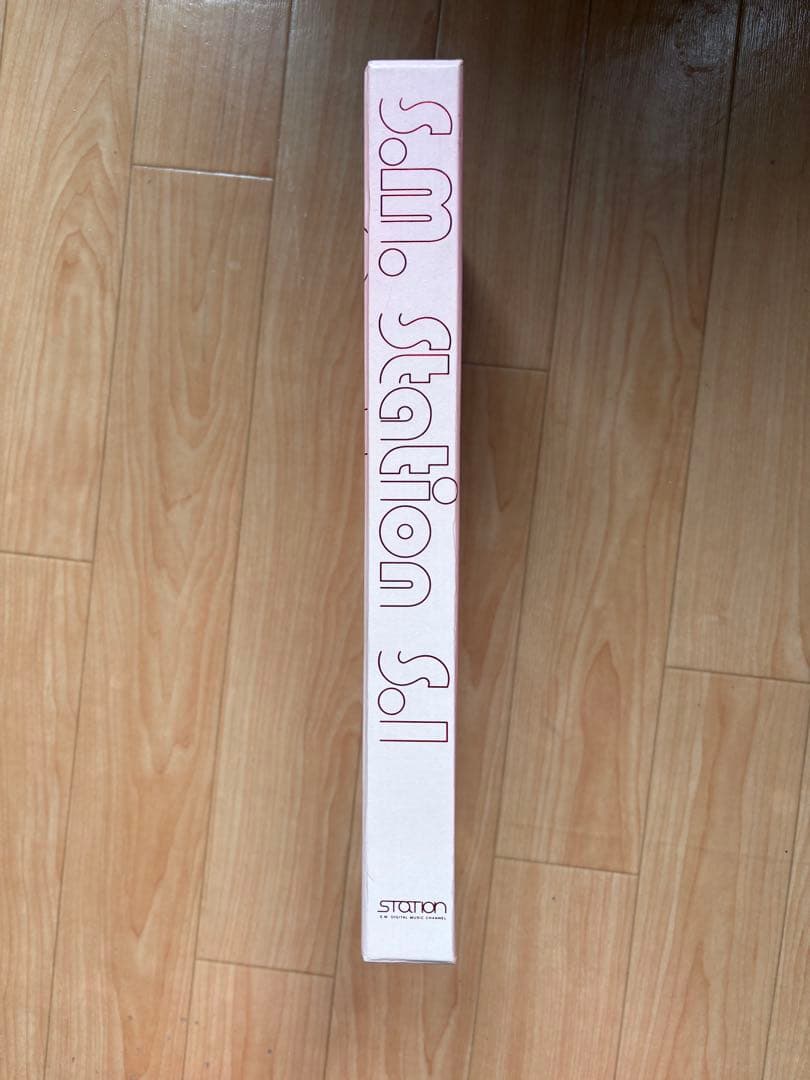 s.m. station s.1
STATION
S.M. DIGITAL MUSIC CHANNEL